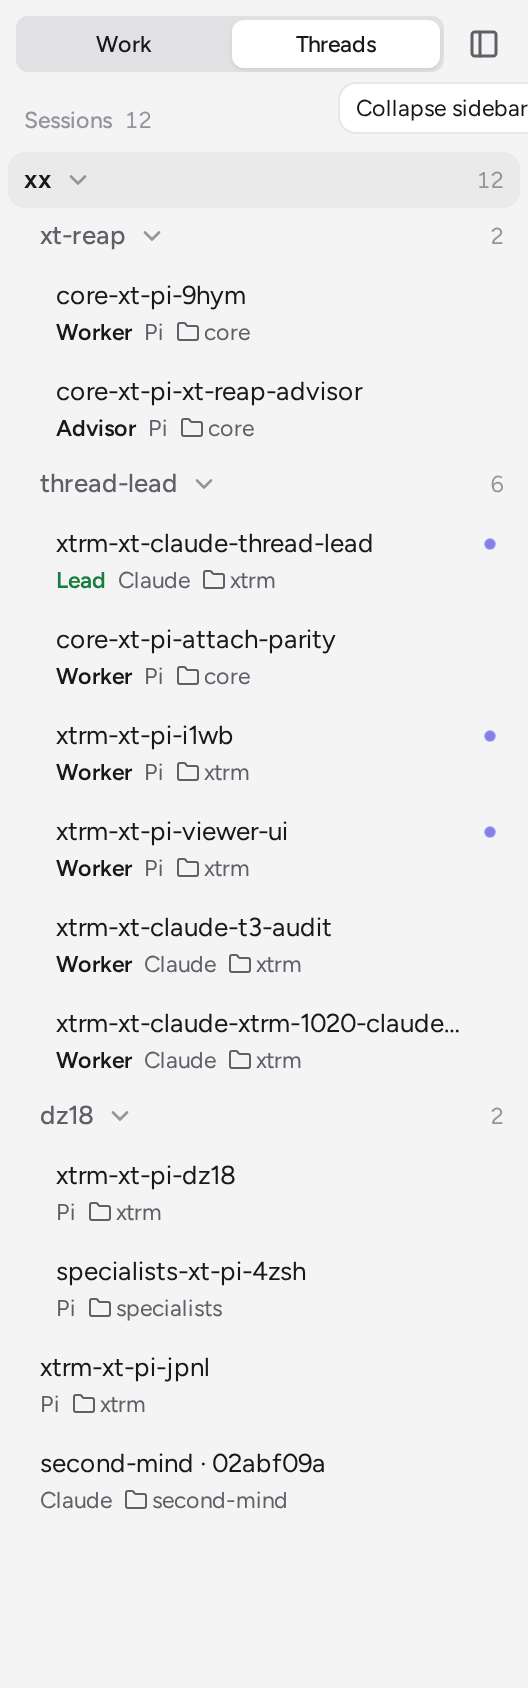 Work Threads
Collapse sidebar
Sessions 12
xx 12
xt-reap 2
core-xt-pi-9hym
Worker Pi core
core-xt-pi-xt-reap-advisor
Advisor Pi core
thread-lead 6
xtrm-xt-claude-thread-lead
Lead Claude xtrm
core-xt-pi-attach-parity
Worker Pi core
xtrm-xt-pi-i1wb
Worker Pi xtrm
xtrm-xt-pi-viewer-ui
Worker Pi xtrm
xtrm-xt-claude-t3-audit
Worker Claude xtrm
xtrm-xt-claude-xtrm-1020-claude...
Worker Claude xtrm
dz18 2
xtrm-xt-pi-dz18
Pi xtrm
specialists-xt-pi-4zsh
Pi specialists
xtrm-xt-pi-jpnl
Pi xtrm
second-mind · 02abf09a
Claude second-mind